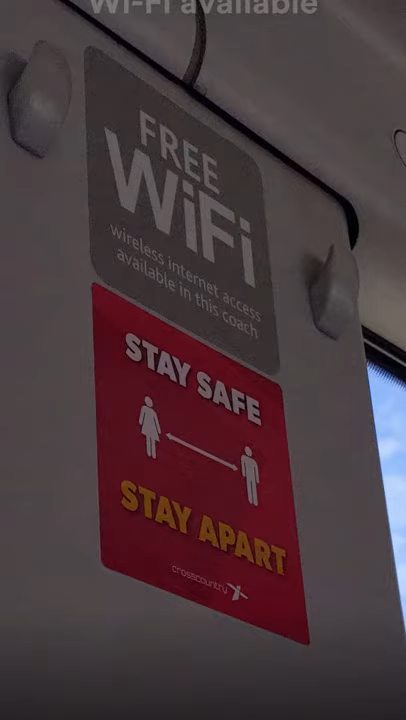 Wi-Fi available
FREE
WiFi
wireless internet access
available in this coach
STAY SAFE
STAY APART
crosscountry